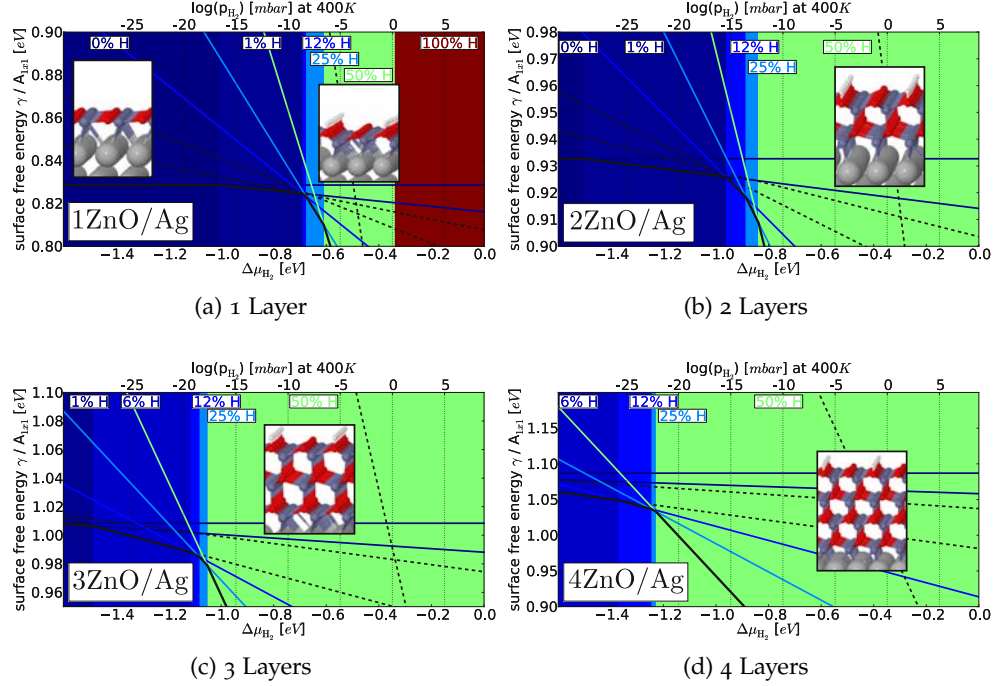 log(p_H₂) [mbar] at 400K
-25 -20 -15 -10 -5 0 5
0.90
0.88
0.86
0.84
0.82
0.80
surface free energy γ / A₁ₓ₁ [eV]
0% H 1% H 12% H 100% H
25% H
50% H
1ZnO/Ag
−1.4 −1.2 −1.0 −0.8 −0.6 −0.4 −0.2 0.0
Δμ_H₂ [eV]
(a) 1 Layer
log(p_H₂) [mbar] at 400K
-25 -20 -15 -10 -5 0 5
0.98
0.97
0.96
0.95
0.94
0.93
0.92
0.91
0.90
surface free energy γ / A₁ₓ₁ [eV]
0% H 1% H 12% H 50% H
25% H
2ZnO/Ag
−1.4 −1.2 −1.0 −0.8 −0.6 −0.4 −0.2 0.0
Δμ_H₂ [eV]
(b) 2 Layers
log(p_H₂) [mbar] at 400K
-25 -20 -15 -10 -5 0 5
1.10
1.08
1.06
1.04
1.02
1.00
0.98
0.96
surface free energy γ / A₁ₓ₁ [eV]
1% H 6% H 12% H 50% H
25% H
3ZnO/Ag
−1.4 −1.2 −1.0 −0.8 −0.6 −0.4 −0.2 0.0
Δμ_H₂ [eV]
(c) 3 Layers
log(p_H₂) [mbar] at 400K
-25 -20 -15 -10 -5 0 5
1.15
1.10
1.05
1.00
0.95
0.90
surface free energy γ / A₁ₓ₁ [eV]
6% H 12% H 50% H
25% H
4ZnO/Ag
−1.4 −1.2 −1.0 −0.8 −0.6 −0.4 −0.2 0.0
Δμ_H₂ [eV]
(d) 4 Layers